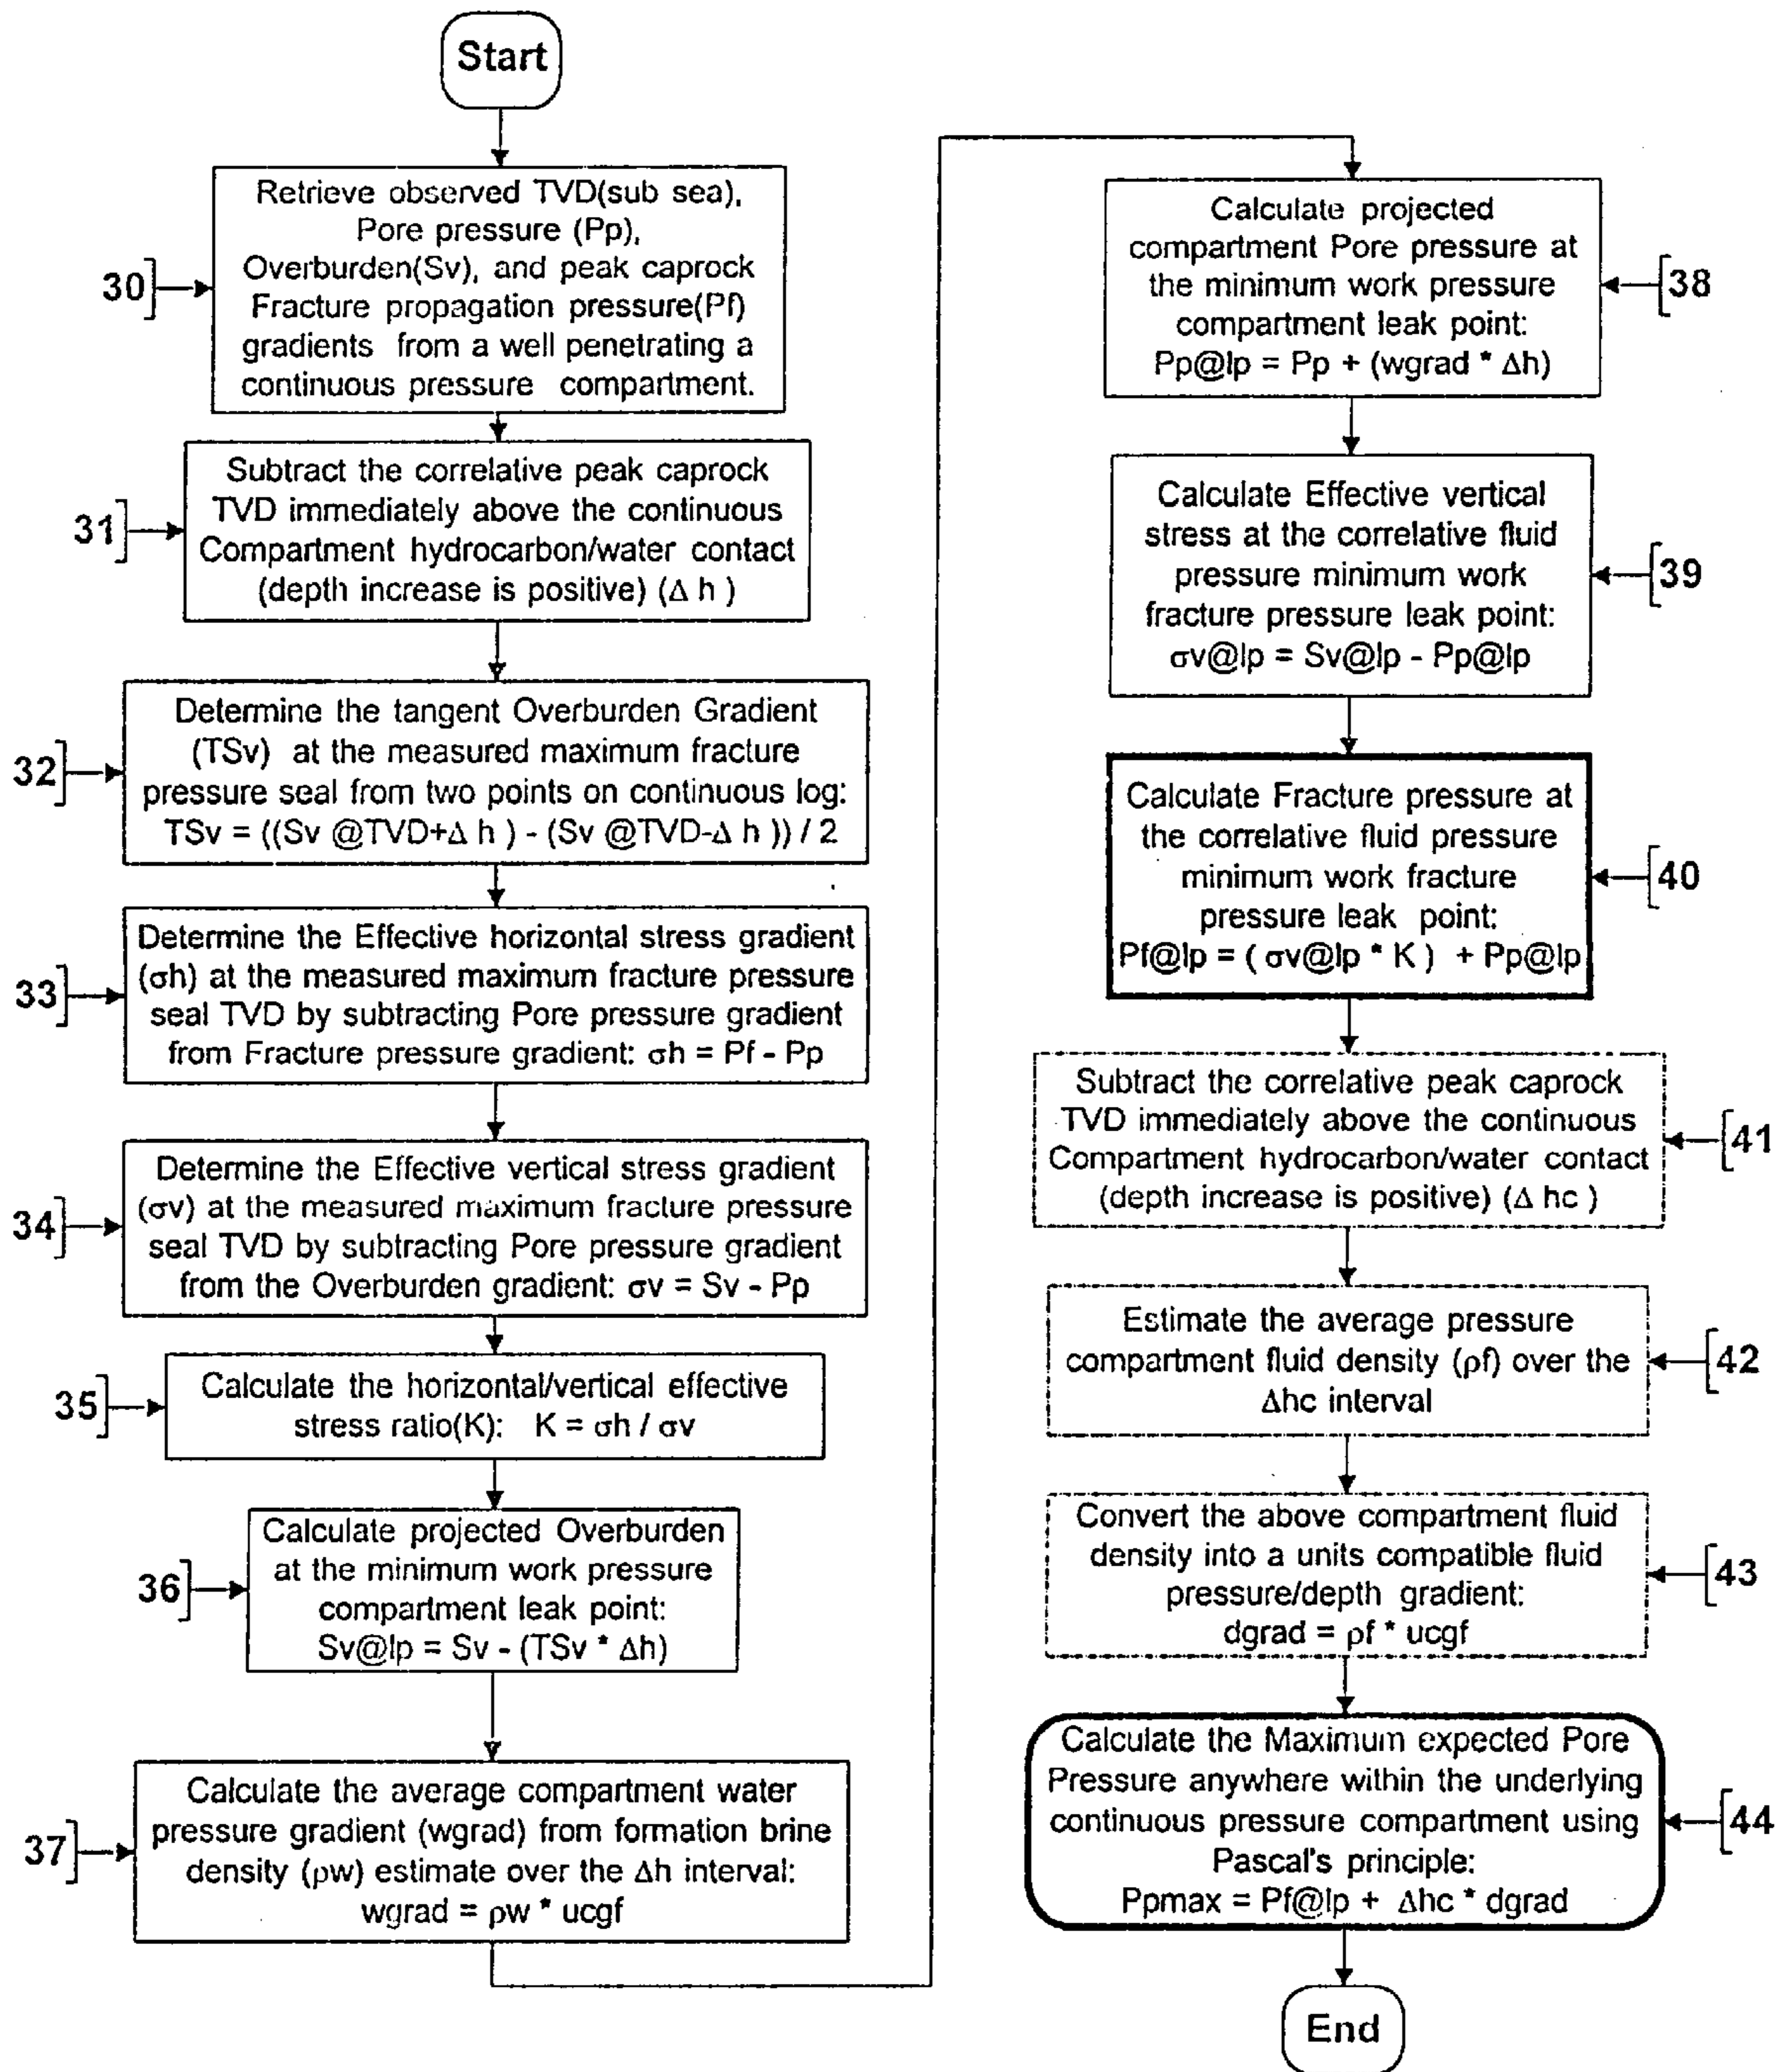 Start
Retrieve observed TVD(sub sea),
Pore pressure (Pp),
Overburden(Sv), and peak caprock
Fracture propagation pressure(Pf)
gradients from a well penetrating a
continuous pressure compartment.
30
Subtract the correlative peak caprock
TVD immediately above the continuous
Compartment hydrocarbon/water contact
(depth increase is positive) (Δ h )
31
Determine the tangent Overburden Gradient
(TSv) at the measured maximum fracture
pressure seal from two points on continuous log:
TSv = ((Sv @TVD+Δ h ) - (Sv @TVD-Δ h )) / 2
32
Determine the Effective horizontal stress gradient
(σh) at the measured maximum fracture pressure
seal TVD by subtracting Pore pressure gradient
from Fracture pressure gradient: σh = Pf - Pp
33
Determine the Effective vertical stress gradient
(σv) at the measured maximum fracture pressure
seal TVD by subtracting Pore pressure gradient
from the Overburden gradient: σv = Sv - Pp
34
Calculate the horizontal/vertical effective
stress ratio(K): K = σh / σv
35
Calculate projected Overburden
at the minimum work pressure
compartment leak point:
Sv@lp = Sv - (TSv * Δh)
36
Calculate the average compartment water
pressure gradient (wgrad) from formation brine
density (ρw) estimate over the Δh interval:
wgrad = ρw * ucgf
37
Calculate projected
compartment Pore pressure at
the minimum work pressure
compartment leak point:
Pp@lp = Pp + (wgrad * Δh)
38
Calculate Effective vertical
stress at the correlative fluid
pressure minimum work
fracture pressure leak point:
σv@lp = Sv@lp - Pp@lp
39
Calculate Fracture pressure at
the correlative fluid pressure
minimum work fracture
pressure leak point:
Pf@lp = ( σv@lp * K ) + Pp@lp
40
Subtract the correlative peak caprock
TVD immediately above the continuous
Compartment hydrocarbon/water contact
(depth increase is positive) (Δ hc )
41
Estimate the average pressure
compartment fluid density (ρf) over the
Δhc interval
42
Convert the above compartment fluid
density into a units compatible fluid
pressure/depth gradient:
dgrad = ρf * ucgf
43
Calculate the Maximum expected Pore
Pressure anywhere within the underlying
continuous pressure compartment using
Pascal's principle:
Ppmax = Pf@lp + Δhc * dgrad
44
End